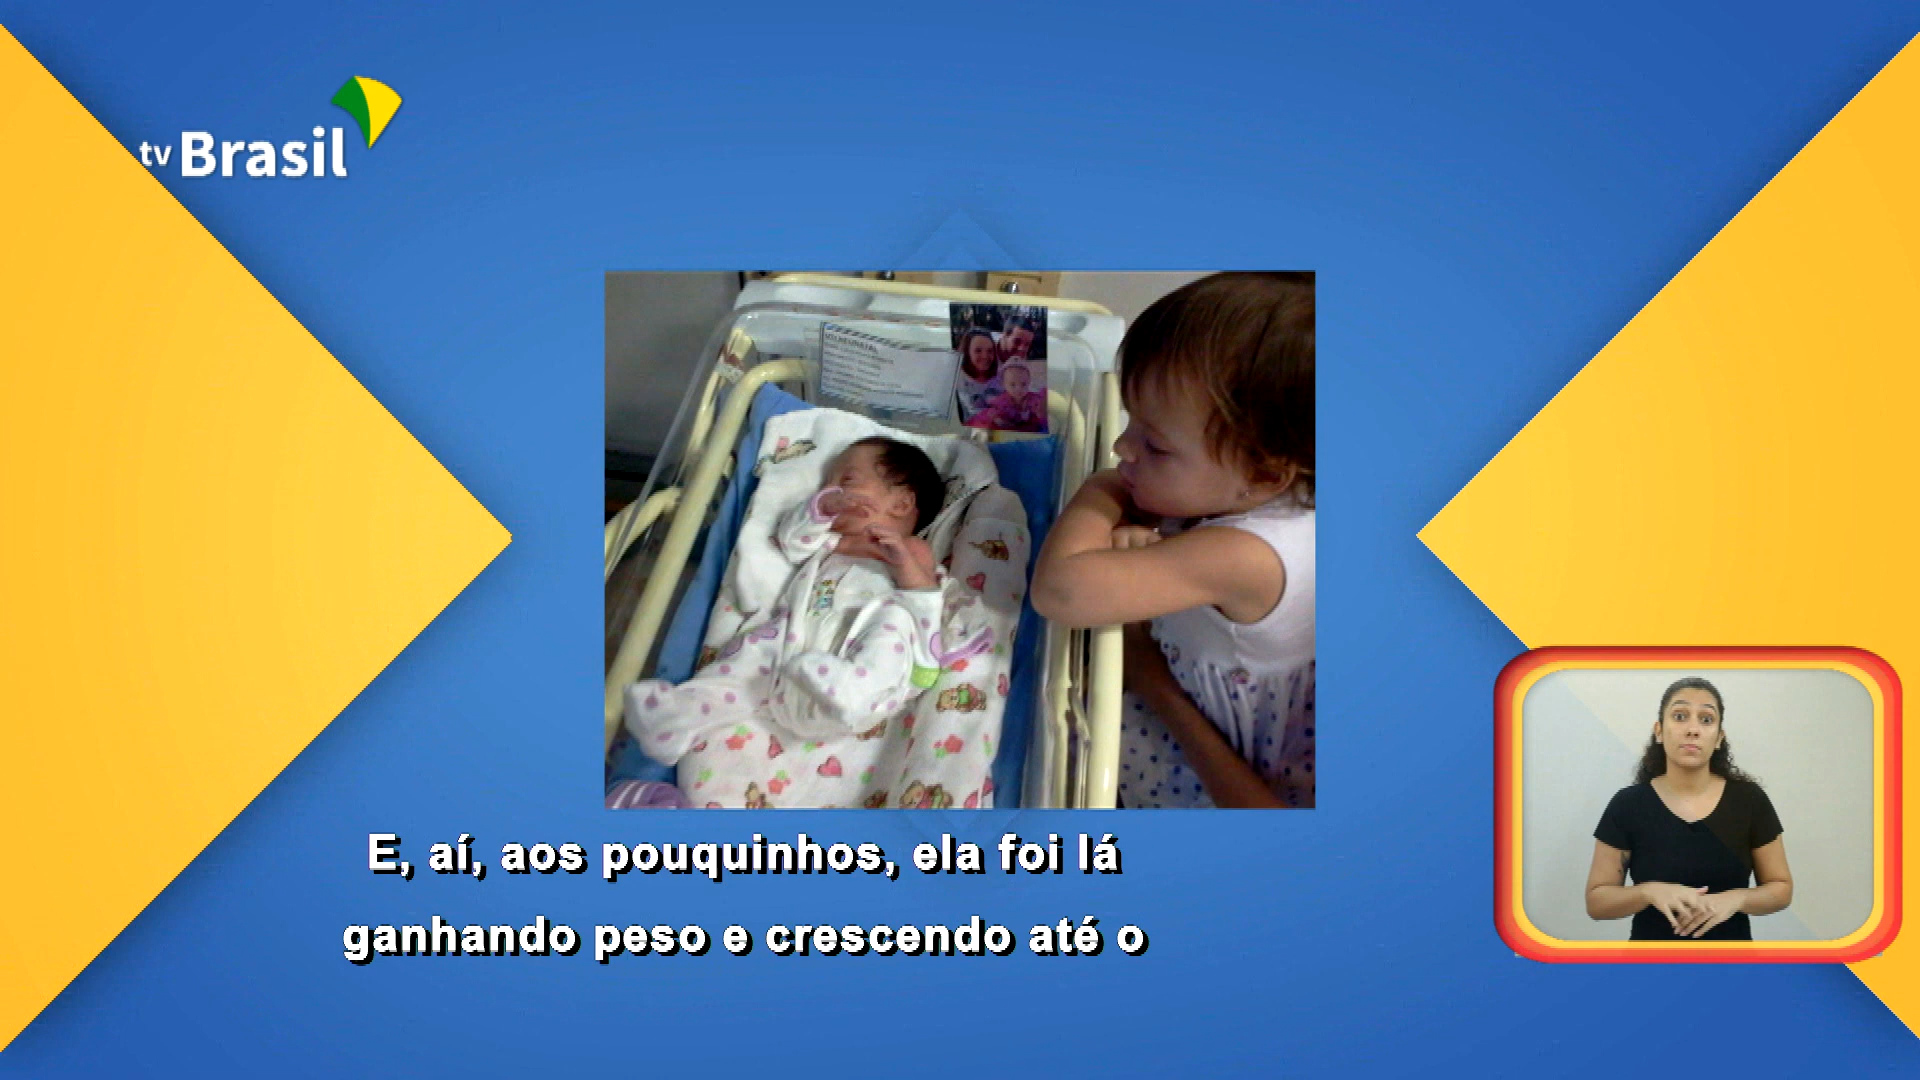 tv Brasil
E, aí, aos pouquinhos, ela foi lá
ganhando peso e crescendo até o